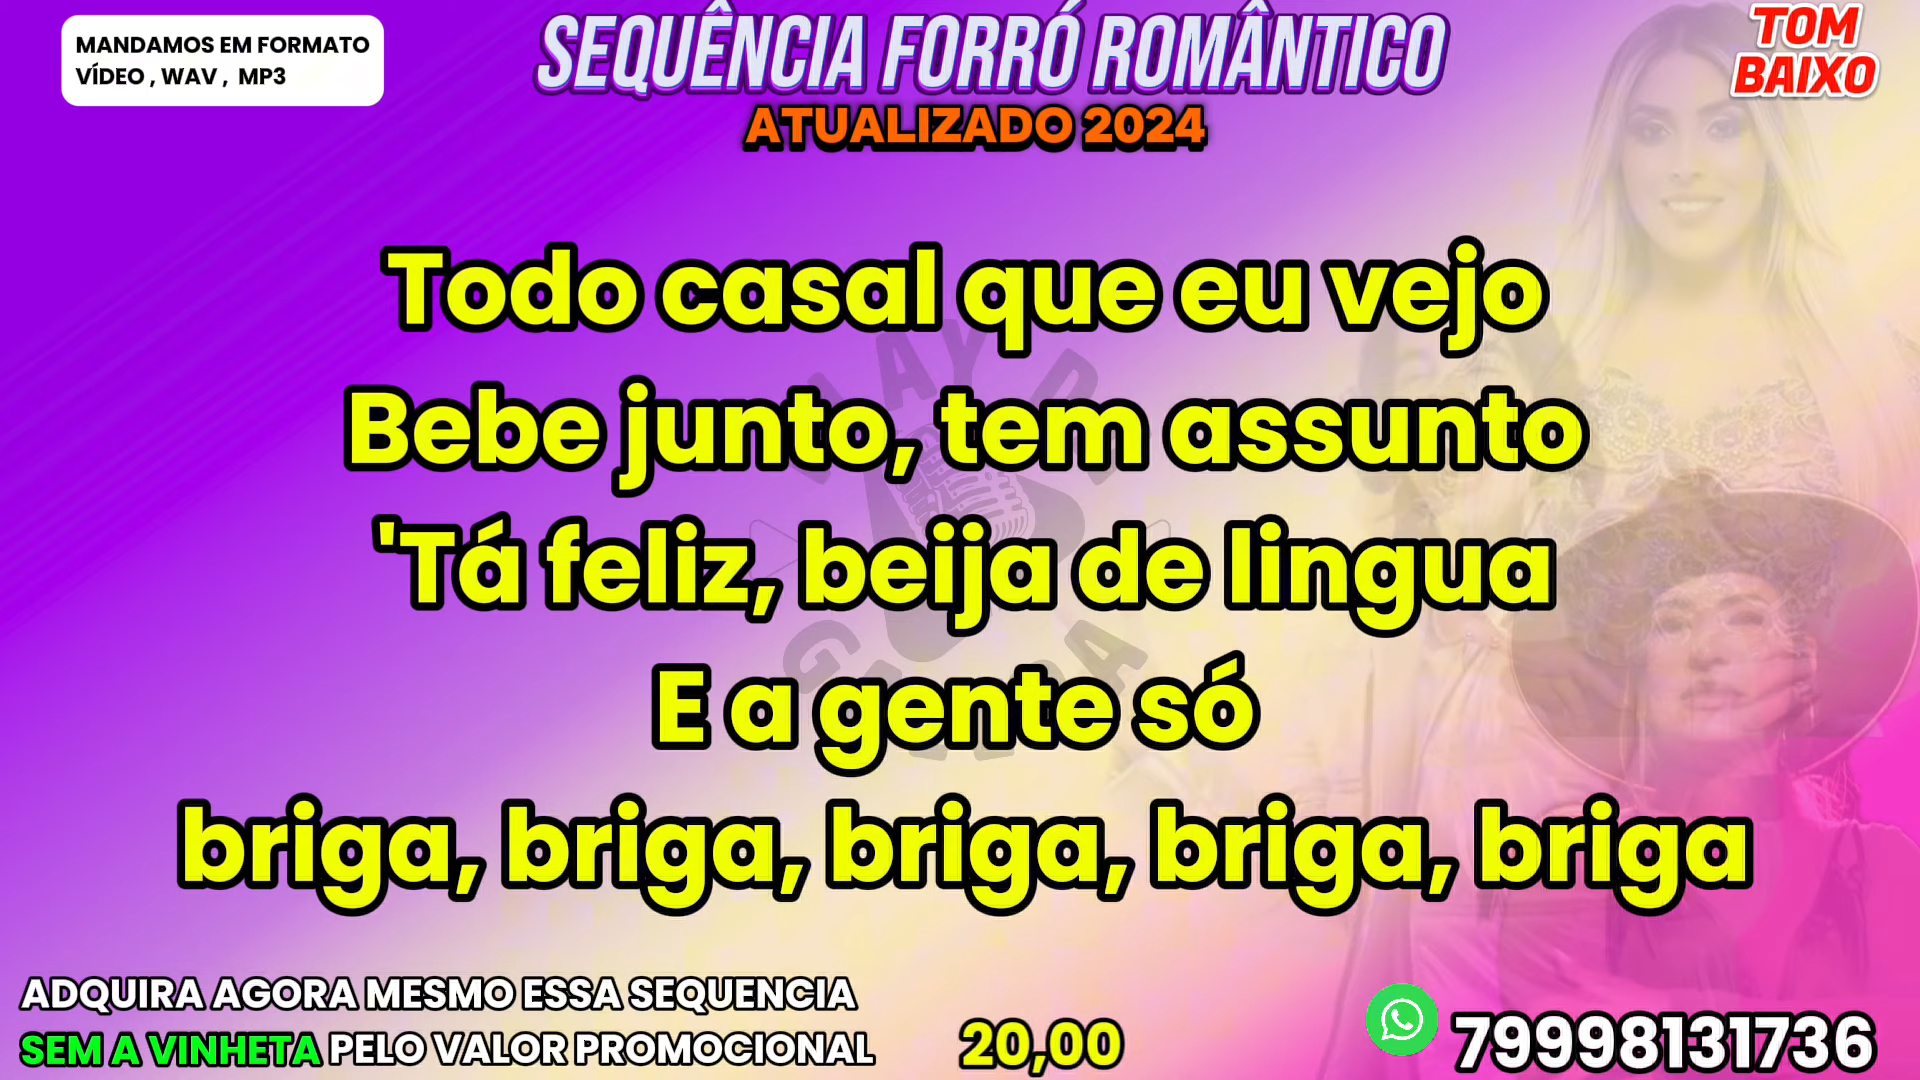 MANDAMOS EM FORMATO
VÍDEO , WAV , MP3
SEQUÊNCIA FORRÓ ROMÂNTICO
ATUALIZADO 2024
TOM
BAIXO
Todo casal que eu vejo
Bebe junto, tem assunto
'Tá feliz, beija de lingua
E a gente só
briga, briga, briga, briga, briga
ADQUIRA AGORA MESMO ESSA SEQUENCIA
SEM A VINHETA PELO VALOR PROMOCIONAL
20,00
79998131736